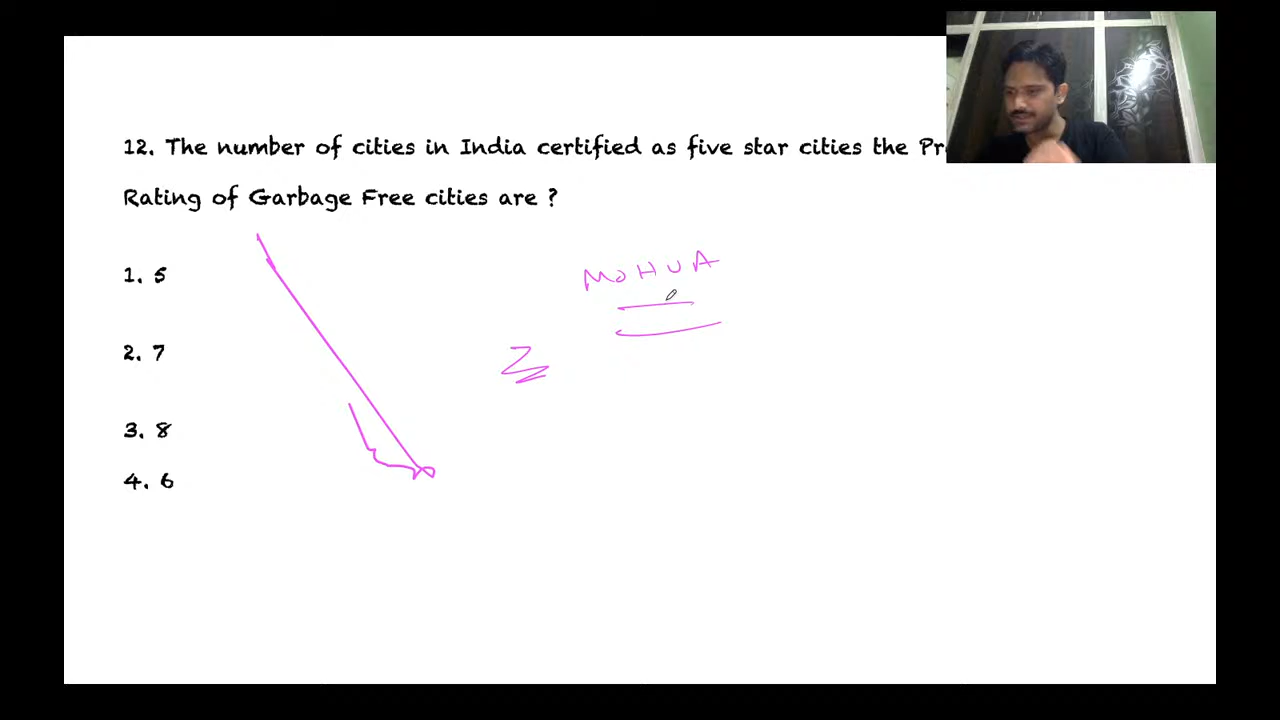 12. The number of cities in India certified as five star cities the
Rating of Garbage Free cities are ?
1. 5
MoHUA
2. 7
3. 8
4. 6